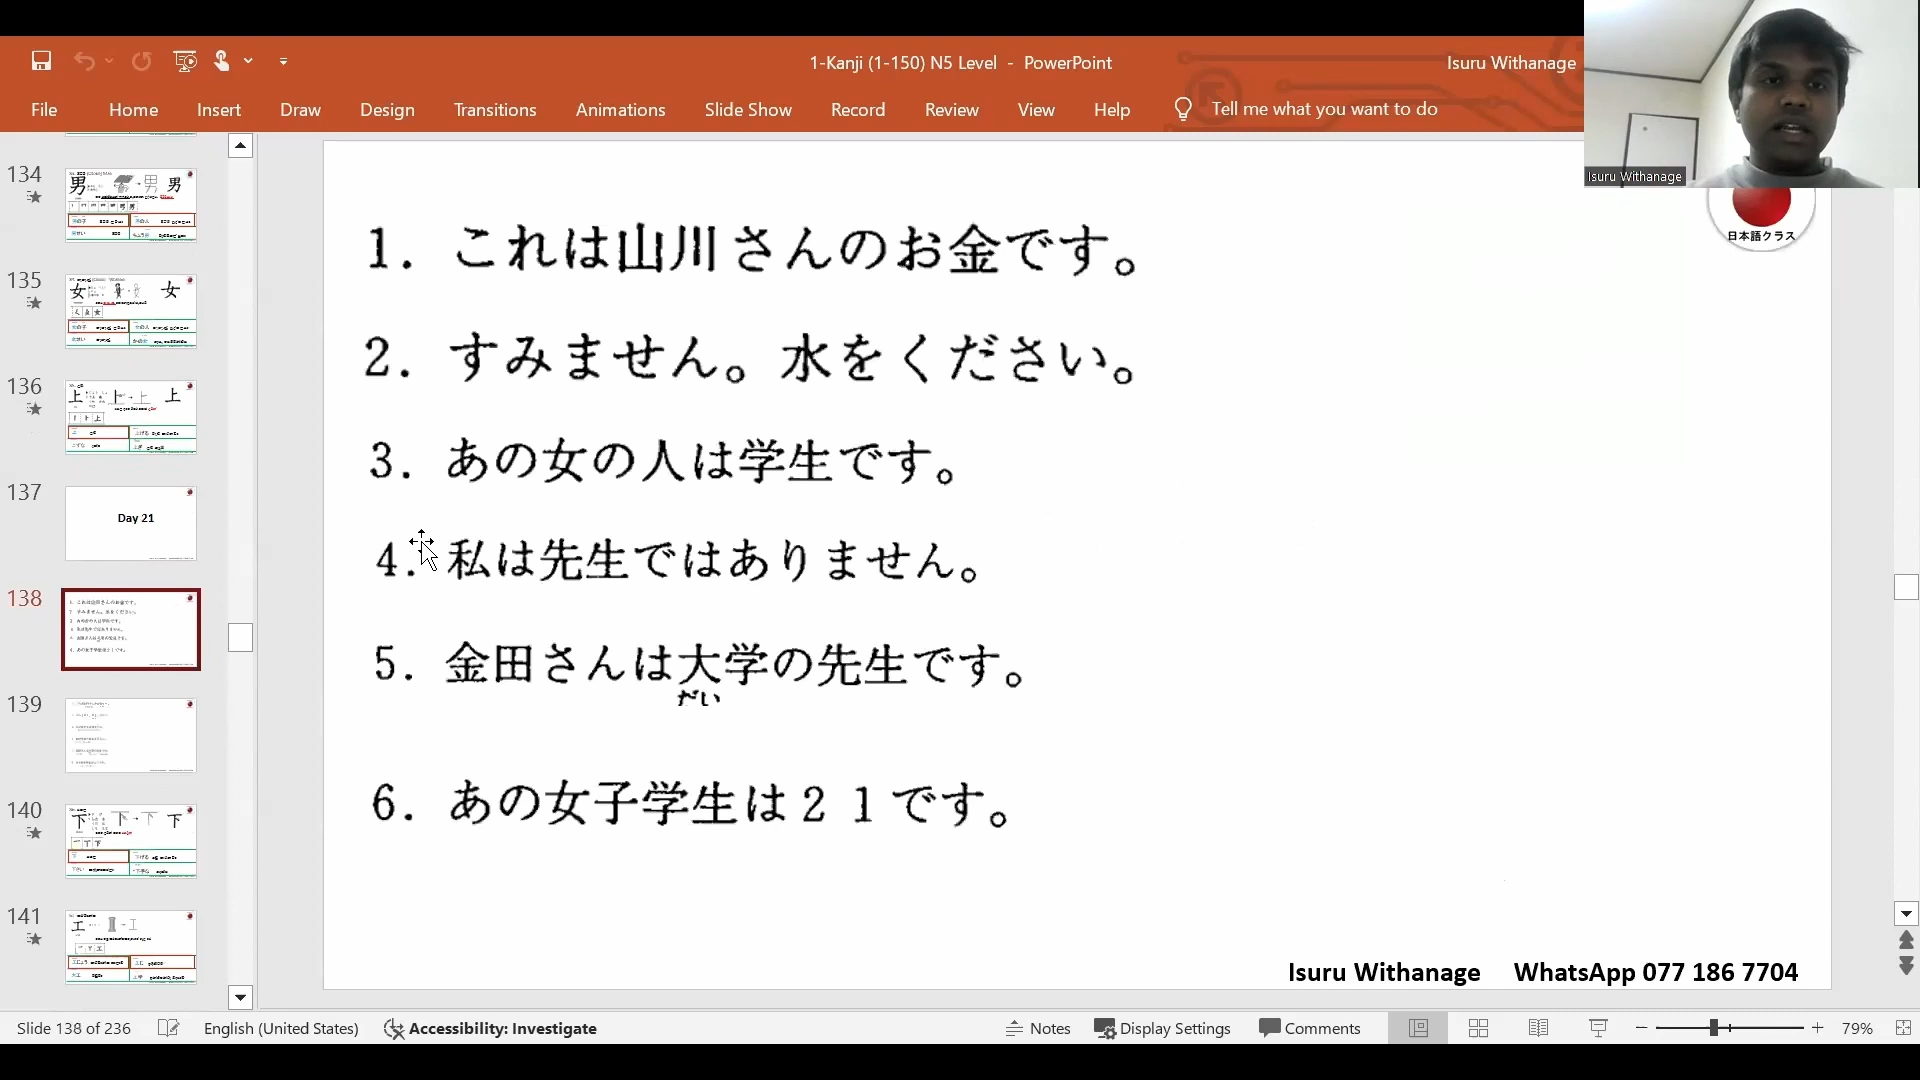 1-Kanji (1-150) N5 Level - PowerPoint
Isuru Withanage
File Home Insert Draw Design Transitions Animations Slide Show Record Review View Help Tell me what you want to do
Isuru Withanage
日本語クラス
134
男
135
女
136
上
137
Day 21
138
139
140
下
141
工
1. これは山川さんのお金です。
2. すみません。水をください。
3. あの女の人は学生です。
4. 私は先生ではありません。
5. 金田さんは大学の先生です。
だい
6. あの女子学生は21です。
Isuru Withanage WhatsApp 077 186 7704
Slide 138 of 236 English (United States) Accessibility: Investigate Notes Display Settings Comments 79%